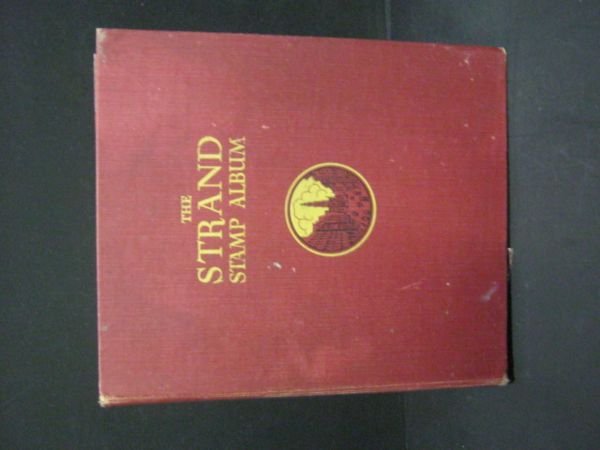 THE
STRAND
STAMP ALBUM